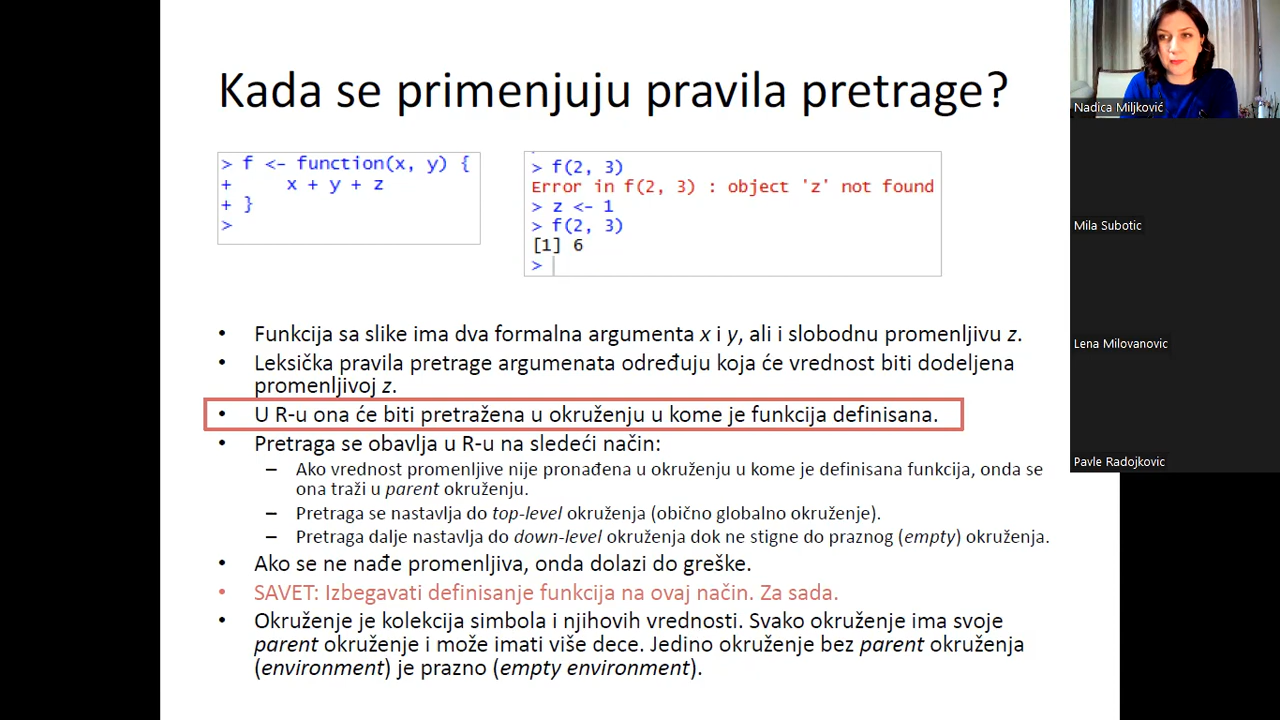 Kada se primenjuju pravila pretrage?
> f <- function(x, y) {
+ x + y + z
+ }
>
> f(2, 3)
Error in f(2, 3) : object 'z' not found
> z <- 1
> f(2, 3)
[1] 6
>
• Funkcija sa slike ima dva formalna argumenta x i y, ali i slobodnu promenljivu z.
• Leksička pravila pretrage argumenata određuju koja će vrednost biti dodeljena
promenljivoj z.
• U R-u ona će biti pretražena u okruženju u kome je funkcija definisana.
• Pretraga se obavlja u R-u na sledeći način:
– Ako vrednost promenljive nije pronađena u okruženju u kome je definisana funkcija, onda se
ona traži u parent okruženju.
– Pretraga se nastavlja do top-level okruženja (obično globalno okruženje).
– Pretraga dalje nastavlja do down-level okruženja dok ne stigne do praznog (empty) okruženja.
• Ako se ne nađe promenljiva, onda dolazi do greške.
• SAVET: Izbegavati definisanje funkcija na ovaj način. Za sada.
• Okruženje je kolekcija simbola i njihovih vrednosti. Svako okruženje ima svoje
parent okruženje i može imati više dece. Jedino okruženje bez parent okruženja
(environment) je prazno (empty environment).
Nadica Miljković
Mila Subotic
Lena Milovanovic
Pavle Radojkovic